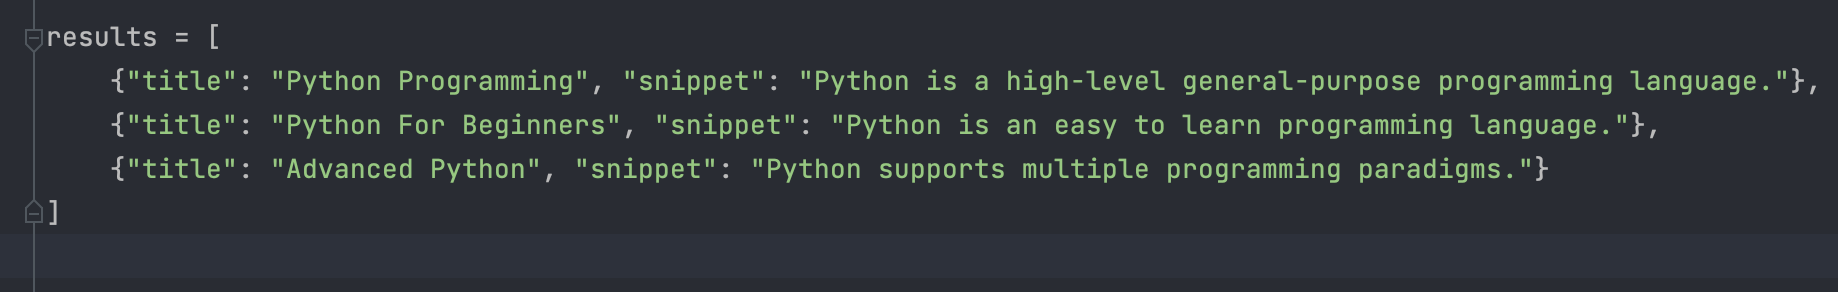 results = [
    {"title": "Python Programming", "snippet": "Python is a high-level general-purpose programming language."},
    {"title": "Python For Beginners", "snippet": "Python is an easy to learn programming language."},
    {"title": "Advanced Python", "snippet": "Python supports multiple programming paradigms."}
]